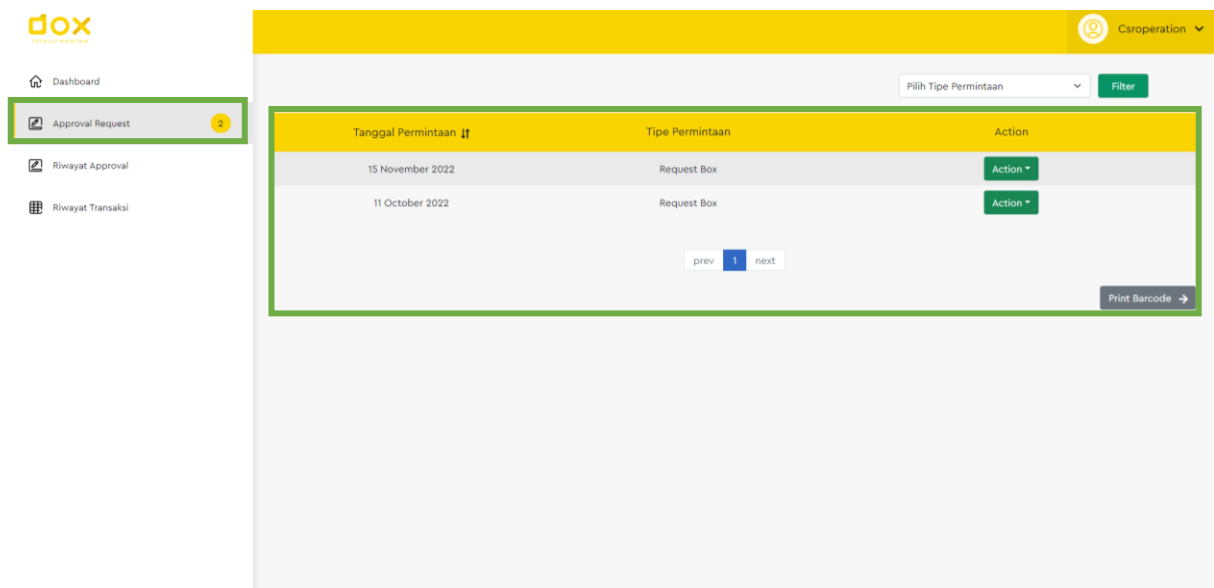 dox
Csroperation
Dashboard
Pilih Tipe Permintaan
Filter
Approval Request 2
Tanggal Permintaan Tipe Permintaan Action
Riwayat Approval
15 November 2022 Request Box Action
Riwayat Transaksi
11 October 2022 Request Box Action
prev 1 next
Print Barcode